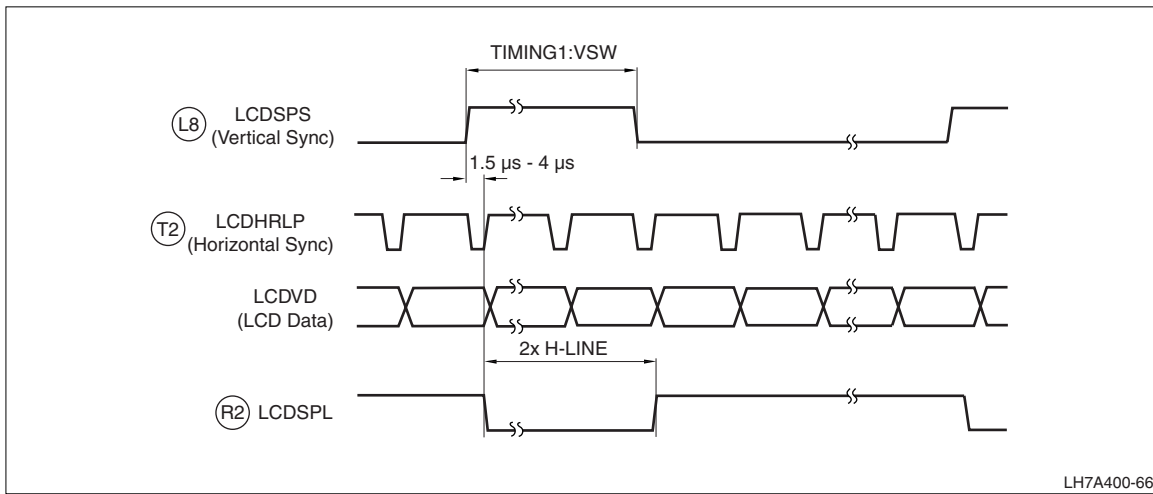 TIMING1:VSW
L8 LCDSPS
(Vertical Sync)
1.5 µs - 4 µs
T2 LCDHRLP
(Horizontal Sync)
LCDVD
(LCD Data)
2x H-LINE
R2 LCDSPL
LH7A400-66